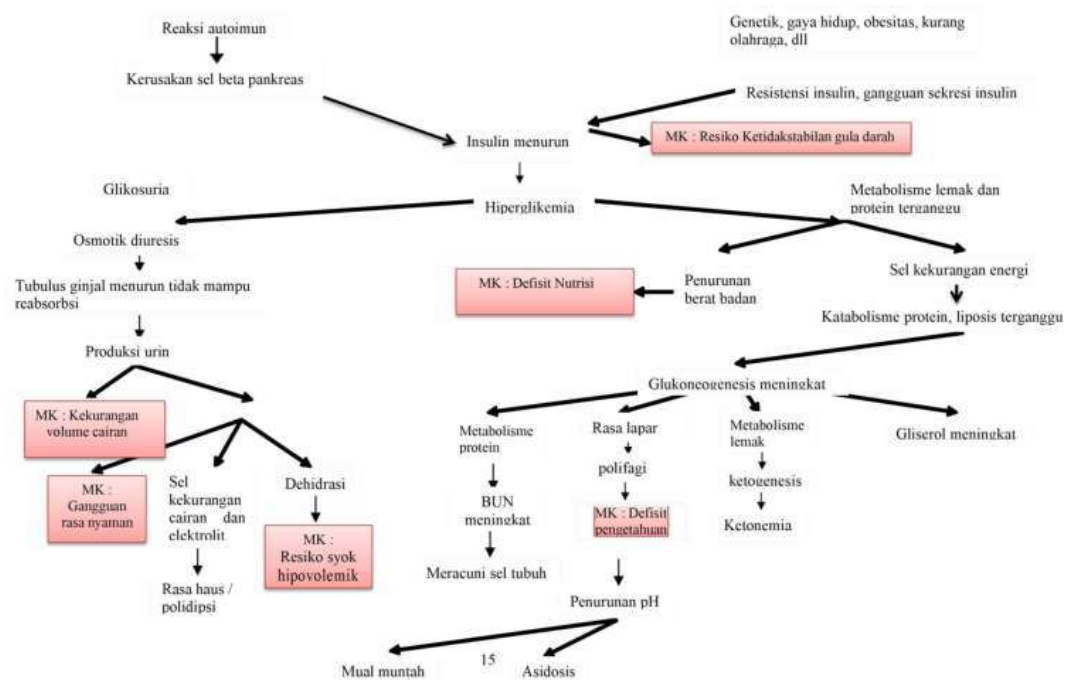 Reaksi autoimun
Genetik, gaya hidup, obesitas, kurang
olahraga, dll
Kerusakan sel beta pankreas
Resistensi insulin, gangguan sekresi insulin
Insulin menurun
MK : Resiko Ketidakstabilan gula darah
Glikosuria
Hiperglikemia
Metabolisme lemak dan
protein terganggu
Osmotik diuresis
Tubulus ginjal menurun tidak mampu
reabsorbsi
MK : Defisit Nutrisi
Penurunan
berat badan
Sel kekurangan energi
Katabolisme protein, liposis terganggu
Produksi urin
Glukoneogenesis meningkat
MK : Kekurangan
volume cairan
Metabolisme
protein
Rasa lapar
Metabolisme
lemak
Gliserol meningkat
MK :
Gangguan
rasa nyaman
Sel
kekurangan
cairan dan
elektrolit
Dehidrasi
BUN
meningkat
polifagi
ketogenesis
MK :
Resiko syok
hipovolemik
MK : Defisit
pengetahuan
Ketonemia
Rasa haus /
polidipsi
Meracuni sel tubuh
Penurunan pH
Mual muntah
15
Asidosis